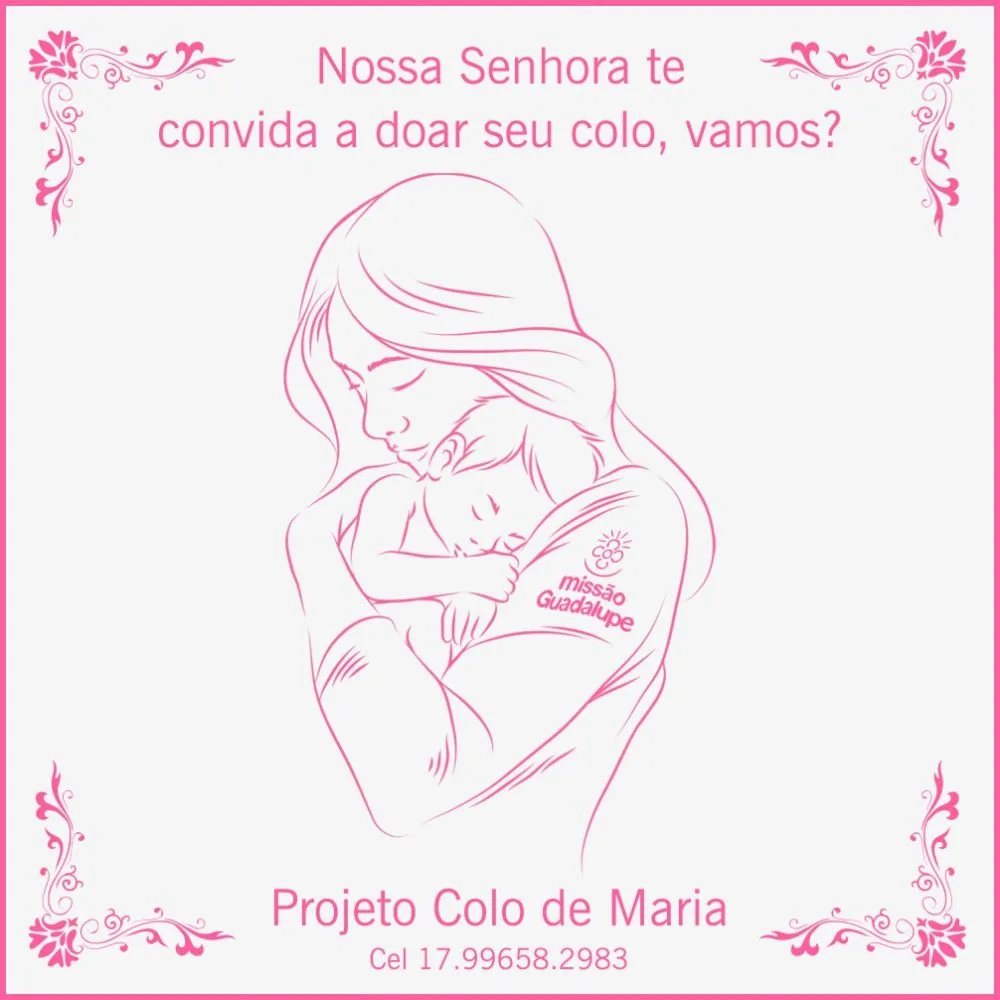 Nossa Senhora te
convida a doar seu colo, vamos?
missão
Guadalupe
Projeto Colo de Maria
Cel 17.99658.2983